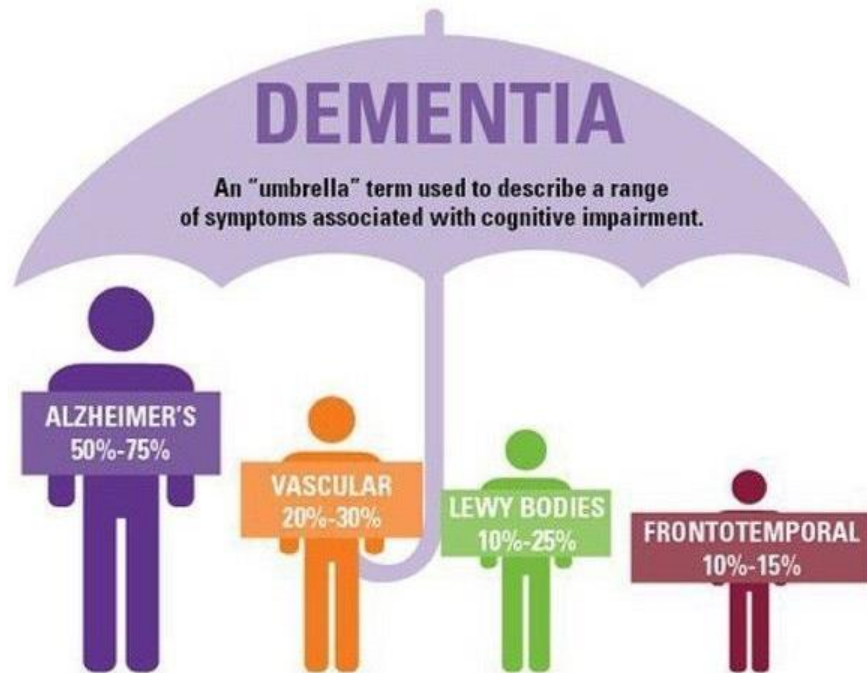 DEMENTIA
An "umbrella" term used to describe a range
of symptoms associated with cognitive impairment.
ALZHEIMER'S
50%-75%
VASCULAR
20%-30%
LEWY BODIES
10%-25%
FRONTOTEMPORAL
10%-15%